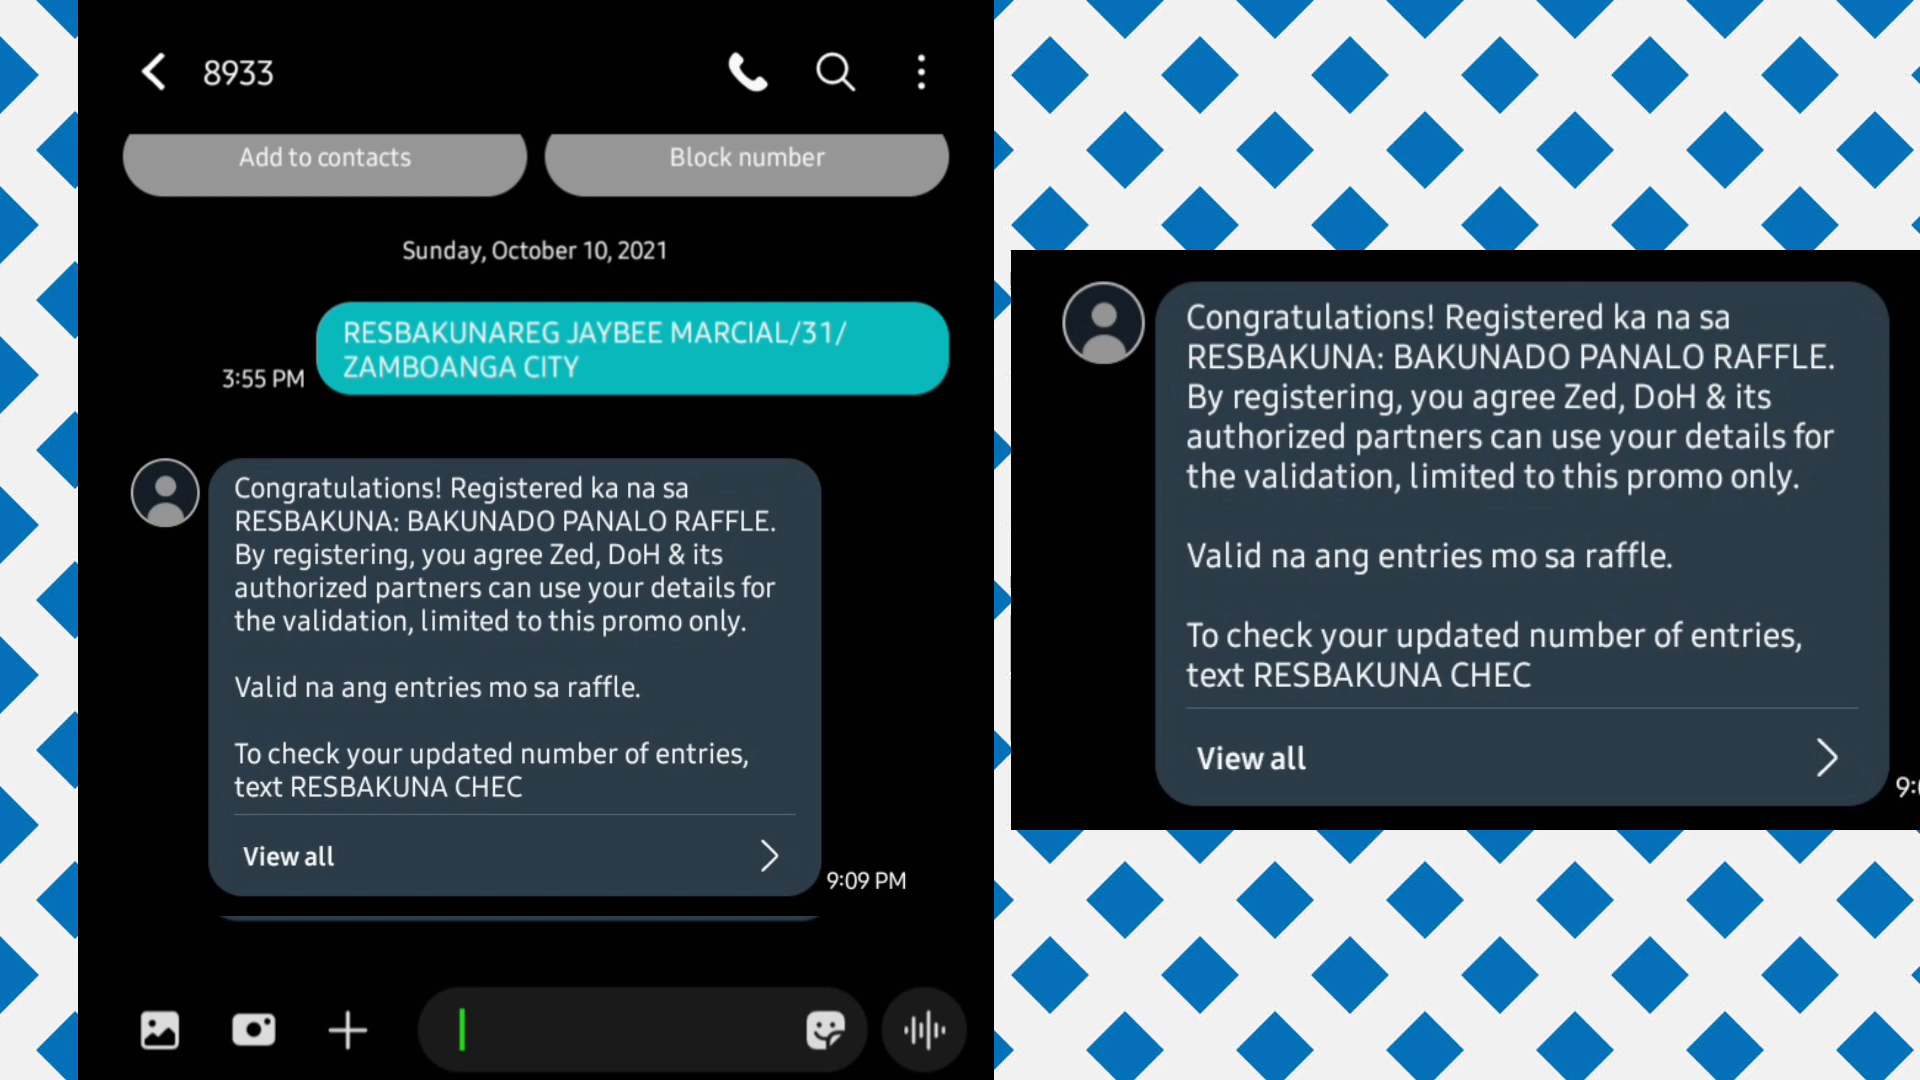 8933
Add to contacts
Block number
Sunday, October 10, 2021
RESBAKUNAREG JAYBEE MARCIAL/31/
ZAMBOANGA CITY
3:55 PM
Congratulations! Registered ka na sa
RESBAKUNA: BAKUNADO PANALO RAFFLE.
By registering, you agree Zed, DoH & its
authorized partners can use your details for
the validation, limited to this promo only.
Valid na ang entries mo sa raffle.
To check your updated number of entries,
text RESBAKUNA CHEC
View all
9:09 PM
Congratulations! Registered ka na sa
RESBAKUNA: BAKUNADO PANALO RAFFLE.
By registering, you agree Zed, DoH & its
authorized partners can use your details for
the validation, limited to this promo only.
Valid na ang entries mo sa raffle.
To check your updated number of entries,
text RESBAKUNA CHEC
View all